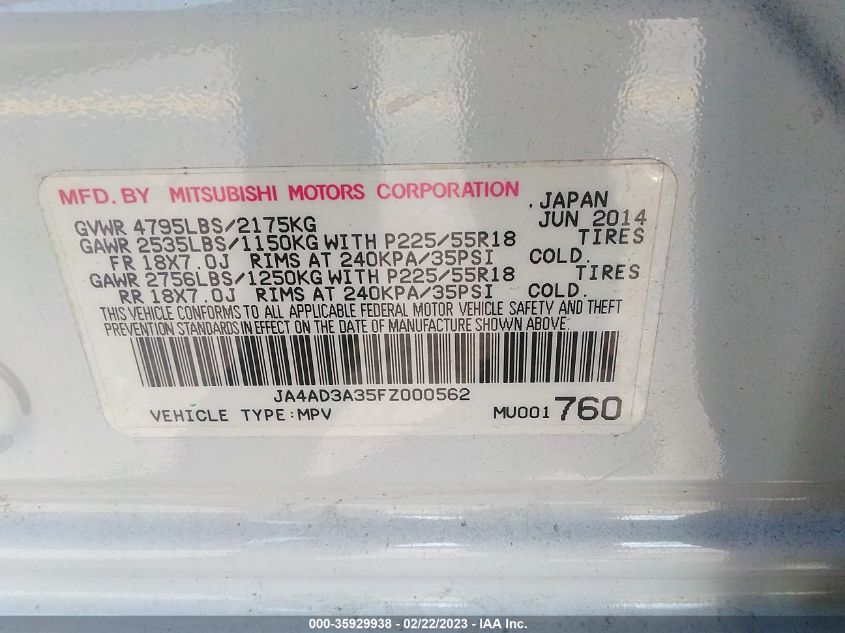 MFD. BY MITSUBISHI MOTORS CORPORATION . JAPAN
GVWR 4795LBS/2175KG JUN 2014
GAWR 2535LBS/1150KG WITH P225/55R18 TIRES
FR 18X7.0J RIMS AT 240KPA/35PSI COLD.
GAWR 2756LBS/1250KG WITH P225/55R18 TIRES
RR 18X7.0J RIMS AT 240KPA/35PSI COLD.
THIS VEHICLE CONFORMS TO ALL APPLICABLE FEDERAL MOTOR VEHICLE SAFETY AND THEFT
PREVENTION STANDARDS IN EFFECT ON THE DATE OF MANUFACTURE SHOWN ABOVE.
JA4AD3A35FZ000562
VEHICLE TYPE:MPV MU001 760
000-35929938 - 02/22/2023 - IAA Inc.